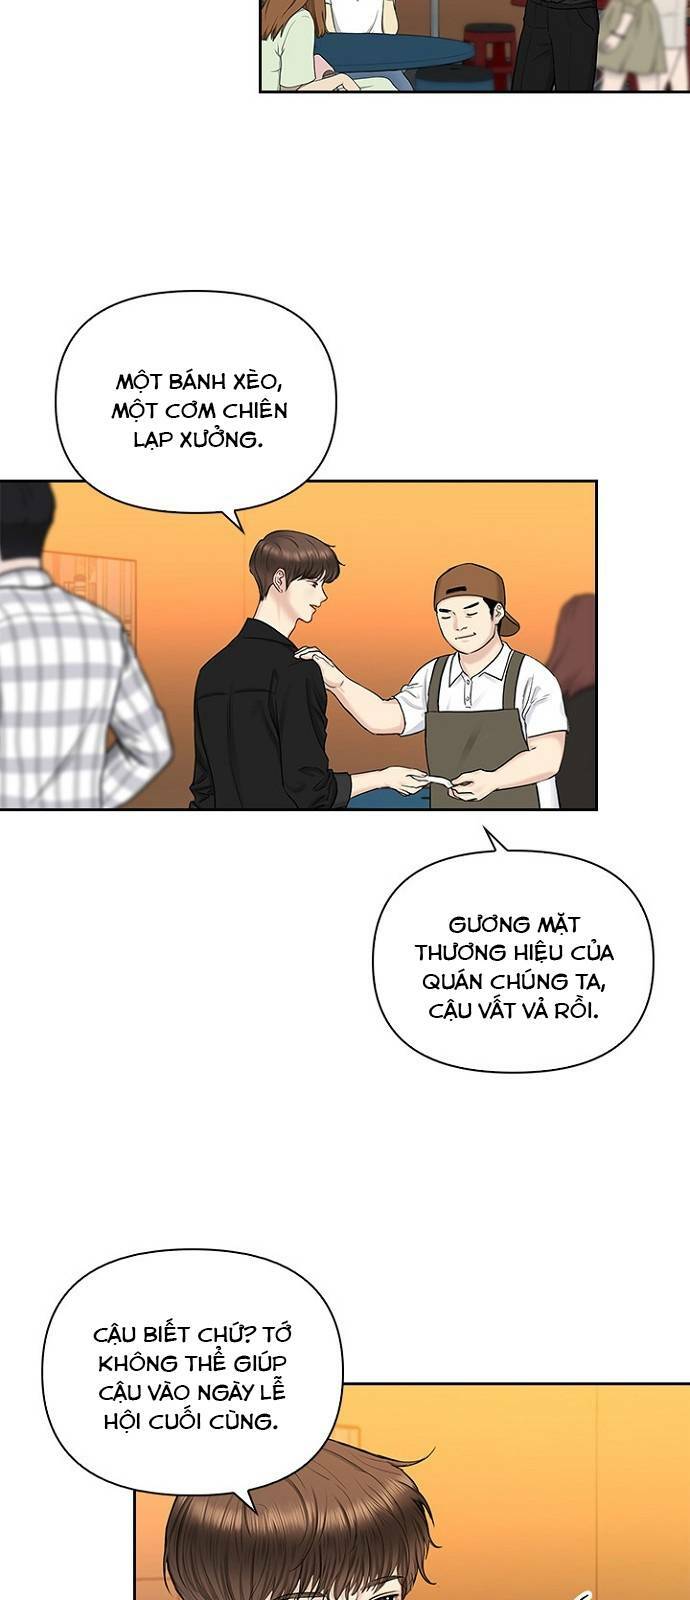 MỘT BÁNH XÈO,
MỘT CƠM CHIÊN
LẠP XƯỞNG.
GƯƠNG MẶT
THƯƠNG HIỆU CỦA
QUÁN CHÚNG TA,
CẬU VẤT VẢ RỒI.
CẬU BIẾT CHỨ? TỚ
KHÔNG THỂ GIÚP
CẬU VÀO NGÀY LỄ
HỘI CUỐI CÙNG.